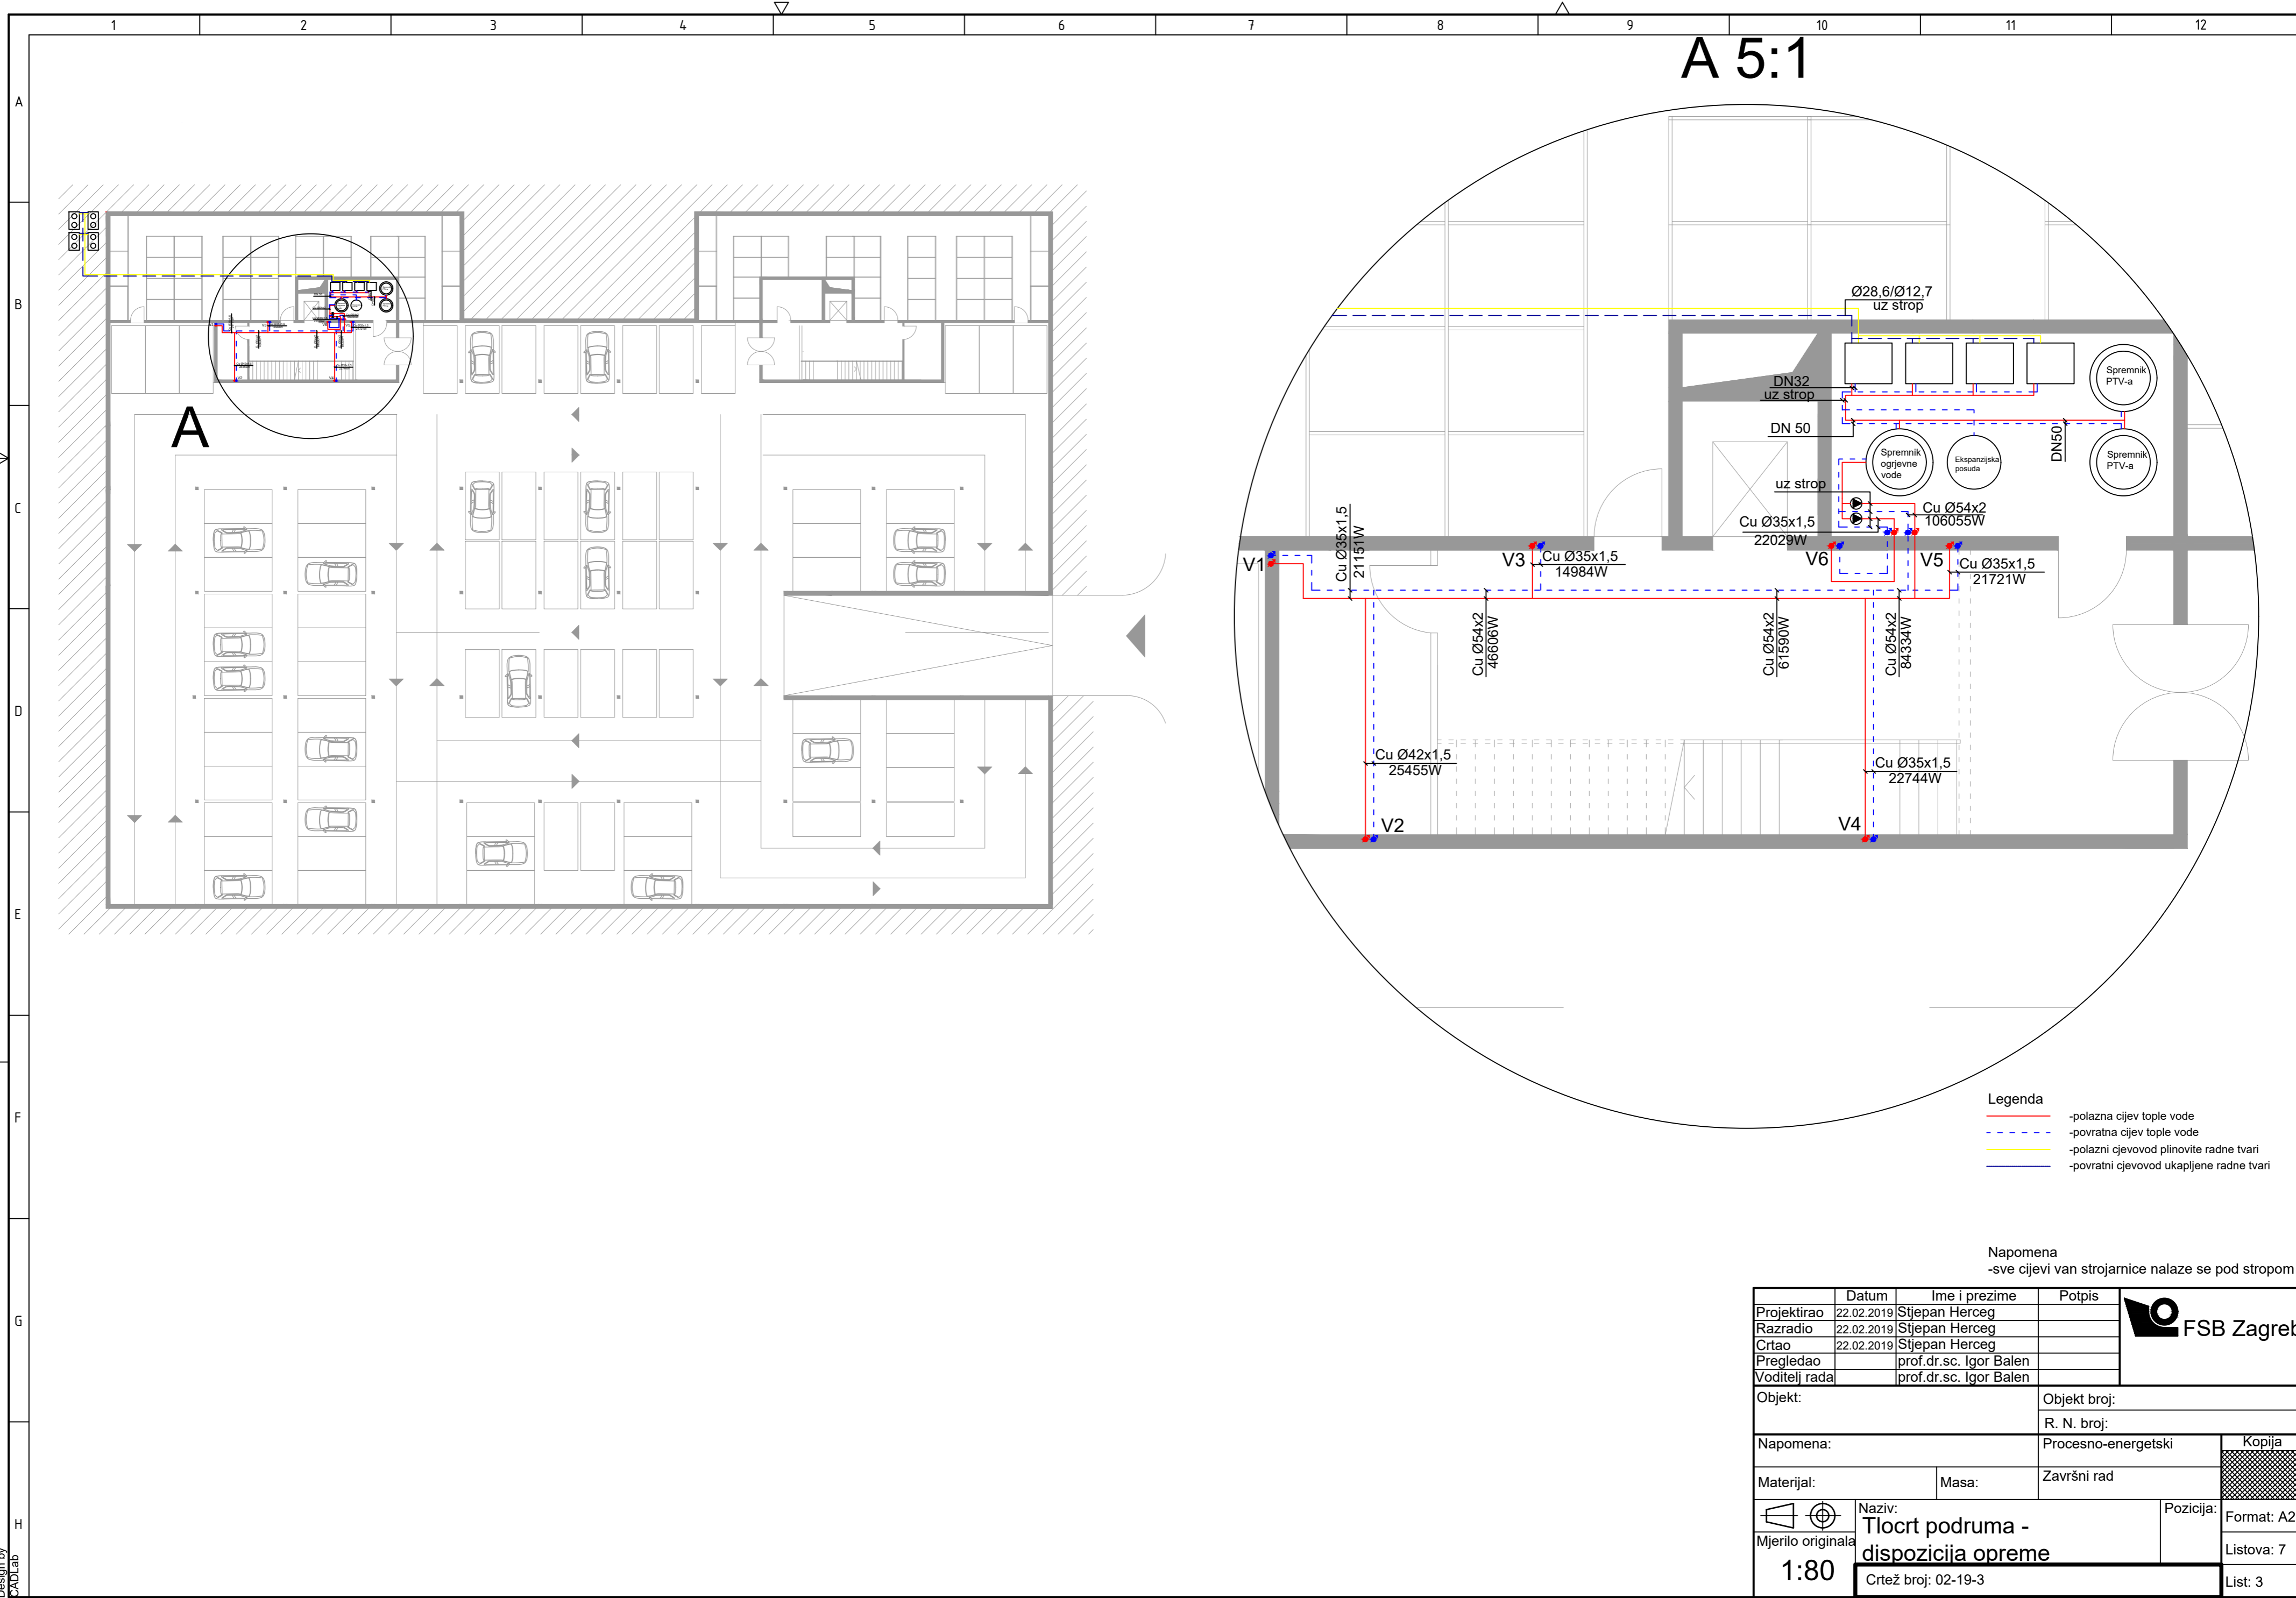 1 2 3 4 5 6 7 8 9 10 11 12
A
B
C
D
E
F
G
H
A
A 5:1
Ø28,6/Ø12,7
uz strop
DN32
uz strop
DN 50
DN50
Spremnik
PTV-a
Spremnik
PTV-a
Spremnik
ogrjevne
vode
Ekspanzijska
posuda
uz strop
Cu Ø54x2
106055W
Cu Ø35x1,5
22029W
Cu Ø35x1,5
21151W
V1
V3
Cu Ø35x1,5
14984W
V6
V5
Cu Ø35x1,5
21721W
Cu Ø54x2
46606W
Cu Ø54x2
61590W
Cu Ø54x2
84334W
Cu Ø42x1,5
25455W
Cu Ø35x1,5
22744W
V2
V4
Legenda
-polazna cijev tople vode
-povratna cijev tople vode
-polazni cjevovod plinovite radne tvari
-povratni cjevovod ukapljene radne tvari
Napomena
-sve cijevi van strojarnice nalaze se pod stropom
Datum Ime i prezime Potpis
Projektirao 22.02.2019 Stjepan Herceg
Razradio 22.02.2019 Stjepan Herceg
Crtao 22.02.2019 Stjepan Herceg
Pregledao prof.dr.sc. Igor Balen
Voditelj rada prof.dr.sc. Igor Balen
FSB Zagreb
Objekt:
Objekt broj:
R. N. broj:
Napomena:
Procesno-energetski
Kopija
Materijal:
Masa:
Završni rad
Naziv:
Tlocrt podruma -
dispozicija opreme
Pozicija:
Format: A2
Mjerilo originala
1:80
Listova: 7
Crtež broj: 02-19-3
List: 3
Design by
CADLab